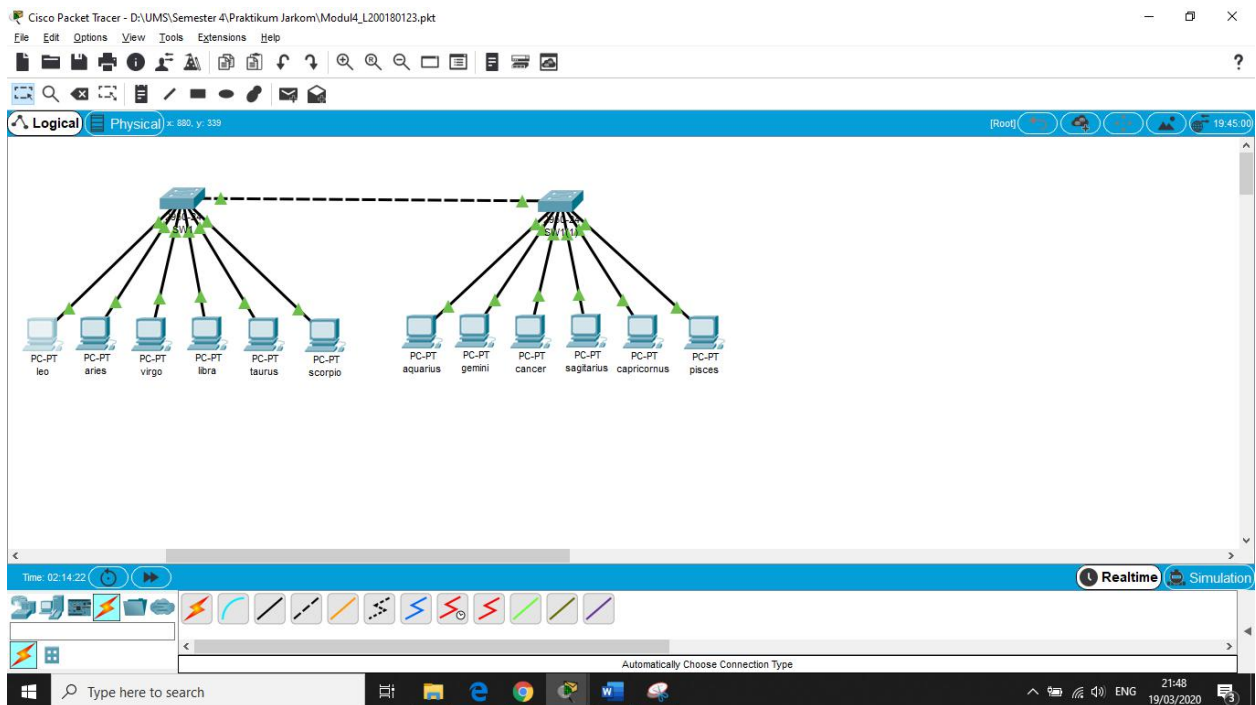 Cisco Packet Tracer - D:\UMS\Semester 4\Praktikum Jarkom\Modul4_L200180123.pkt
File Edit Options View Tools Extensions Help
?
Logical Physical x: 880, y: 339 [Root] 19:45:00
SW1
PC-PT leo
PC-PT aries
PC-PT virgo
PC-PT libra
PC-PT taurus
PC-PT scorpio
PC-PT aquarius
PC-PT gemini
PC-PT cancer
PC-PT sagitarius
PC-PT capricornus
PC-PT pisces
Time: 02:14:22 Realtime Simulation
Automatically Choose Connection Type
Type here to search ENG 21:48
19/03/2020 3